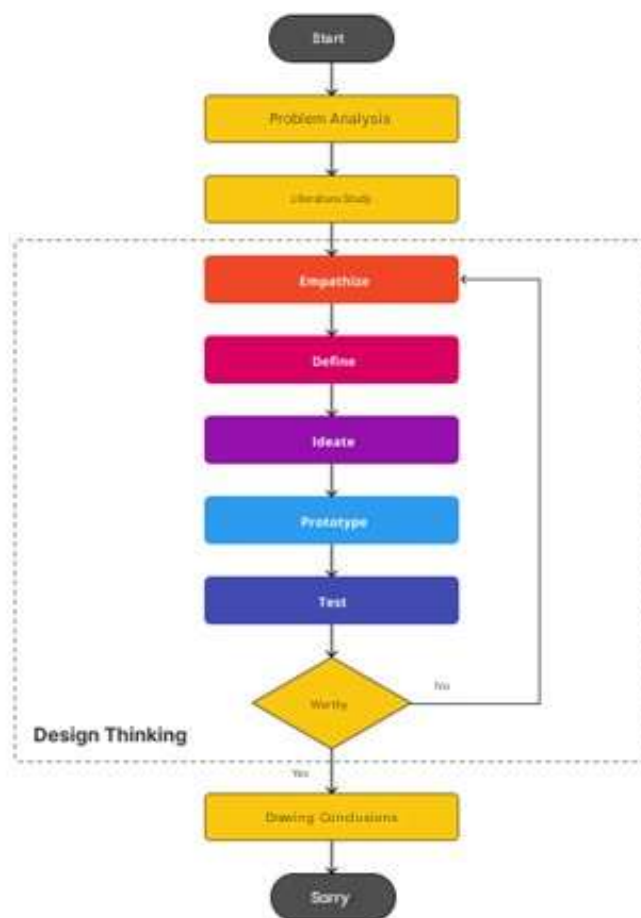 Start
Problem Analysis
Literature Study
Empathize
Define
Ideate
Prototype
Test
Worthy
No
Design Thinking
Yes
Drawing Conclusions
Sorry